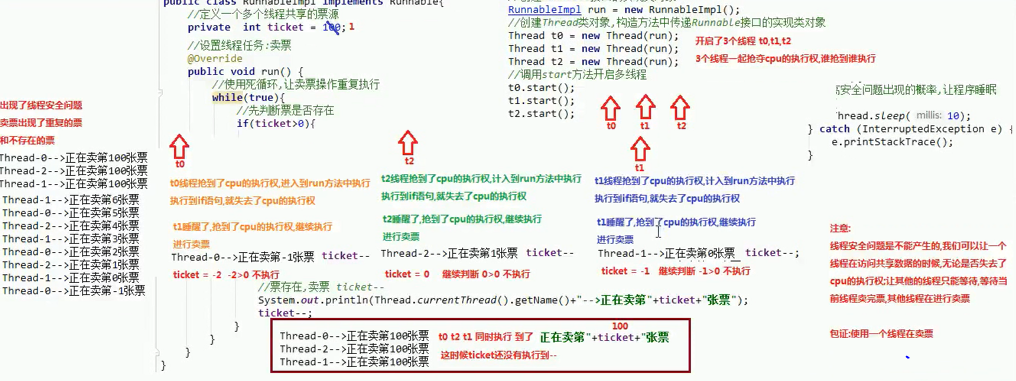 public class RunnableImpl implements Runnable{
//定义一个多个线程共享的票源
private int ticket = 100;1
//设置线程任务:卖票
@Override
public void run() {
//使用死循环,让卖票操作重复执行
while(true){
//先判断票是否存在
if(ticket>0){
RunnableImpl run = new RunnableImpl();
//创建Thread类对象,构造方法中传递Runnable接口的实现类对象
Thread t0 = new Thread(run);
Thread t1 = new Thread(run);
Thread t2 = new Thread(run);
//调用start方法开启多线程
t0.start();
t1.start();
t2.start();
开启了3个线程 t0,t1,t2
3个线程一起抢夺cpu的执行权,谁抢到谁执行
t0 t1 t2
高安全问题出现的概率,让程序睡眠
Thread.sleep( millis: 10);
} catch (InterruptedException e) {
e.printStackTrace();
}
出现了线程安全问题
卖票出现了重复的票
和不存在的票
Thread-0-->正在卖第100张票
Thread-2-->正在卖第100张票
Thread-1-->正在卖第100张票
Thread-1-->正在卖第6张票
Thread-0-->正在卖第5张票
Thread-2-->正在卖第4张票
Thread-1-->正在卖第3张票
Thread-0-->正在卖第2张票
Thread-2-->正在卖第1张票
Thread-1-->正在卖第0张票
Thread-0-->正在卖第-1张票
t0
t0线程抢到了cpu的执行权,进入到run方法中执行
执行到if语句,就失去了cpu的执行权
t1睡醒了,抢到了cpu的执行权,继续执行
进行卖票
Thread-0-->正在卖第-1张票 ticket--
ticket = -2 -2>0 不执行
t2
t2线程抢到了cpu的执行权,计入到run方法中执行
执行到if语句,就失去了cpu的执行权
t2睡醒了,抢到了cpu的执行权,继续执行
进行卖票
Thread-2-->正在卖第1张票 ticket--
ticket = 0 继续判断 0>0 不执行
t1
t1线程抢到了cpu的执行权,计入到run方法中执行
执行到if语句,就失去了cpu的执行权
t1睡醒了,抢到了cpu的执行权,继续执行
进行卖票
Thread-1-->正在卖第0张票 ticket--;
ticket = -1 继续判断 -1>0 不执行
注意:
线程安全问题是不能产生的,我们可以让一个
线程在访问共享数据的时候,无论是否失去了
cpu的执行权;让其他的线程只能等待,等待当
前线程卖完票,其他线程在进行卖票
包证:使用一个线程在卖票
//票存在,卖票 ticket--
System.out.println(Thread.currentThread().getName()+"-->正在卖第"+ticket+"张票");
ticket--;
}
}
}
}
Thread-0-->正在卖第100张票
Thread-2-->正在卖第100张票
Thread-1-->正在卖第100张票
100
t0 t2 t1 同时执行 到了 正在卖第"+ticket+"张票
这时候ticket还没有执行到--